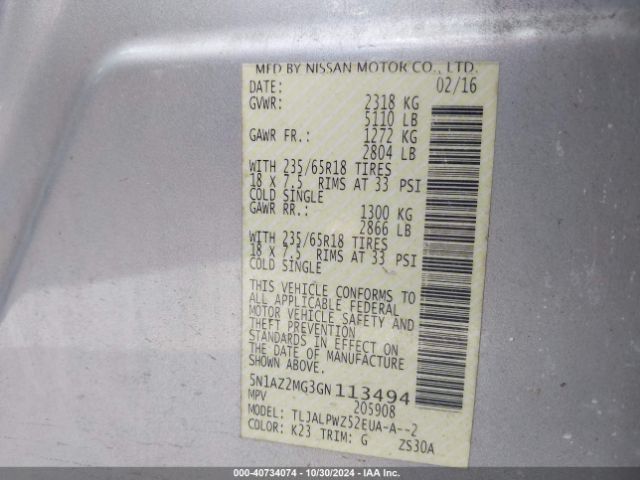 MFD BY NISSAN MOTOR CO., LTD.
DATE: 02/16
GVWR: 2318 KG
5110 LB
GAWR FR.: 1272 KG
2804 LB
WITH 235/65R18 TIRES
18 X 7.5 RIMS AT 33 PSI
COLD SINGLE
GAWR RR.: 1300 KG
2866 LB
WITH 235/65R18 TIRES
18 X 7.5 RIMS AT 33 PSI
COLD SINGLE
THIS VEHICLE CONFORMS TO
ALL APPLICABLE FEDERAL
MOTOR VEHICLE SAFETY AND
THEFT PREVENTION
STANDARDS IN EFFECT ON
THE DATE OF MANUFACTURE
SHOWN ABOVE.
5N1AZ2MG3GN113494
MPV 205908
MODEL: TLJALPWZ52EUA-A--2
COLOR: K23 TRIM: G ZS30A
000-40734074 | 10/30/2024 | copart.com